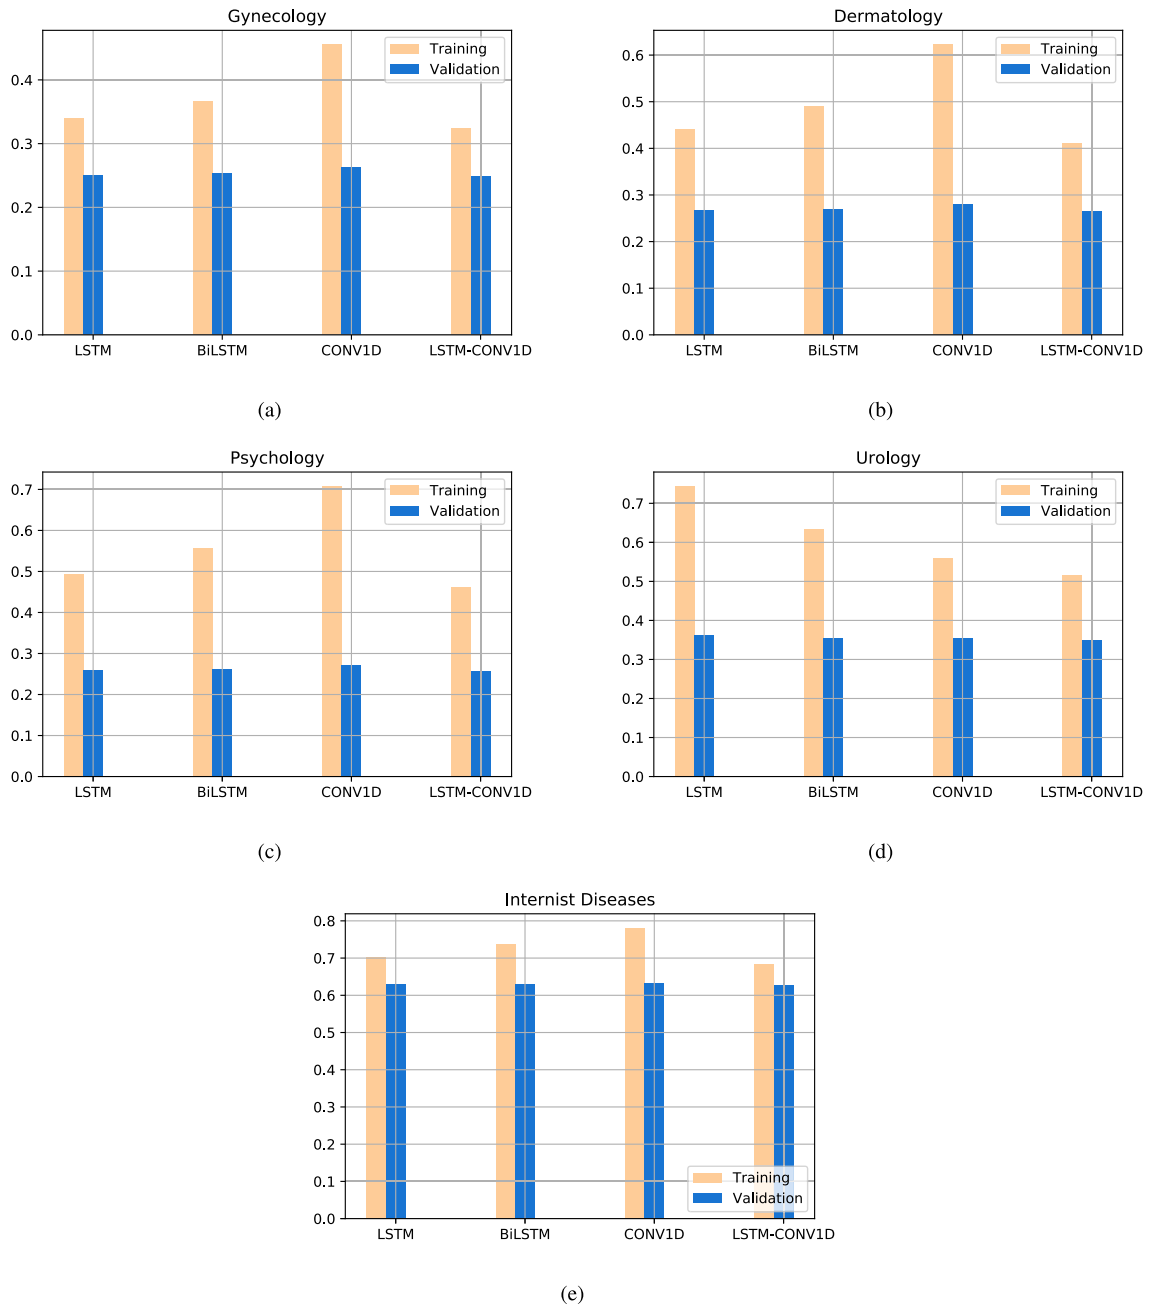 Gynecology
0.4
0.3
0.2
0.1
0.0
Training
Validation
LSTM BiLSTM CONV1D LSTM-CONV1D
(a)
Dermatology
0.6
0.5
0.4
0.3
0.2
0.1
0.0
Training
Validation
LSTM BiLSTM CONV1D LSTM-CONV1D
(b)
Psychology
0.7
0.6
0.5
0.4
0.3
0.2
0.1
0.0
Training
Validation
LSTM BiLSTM CONV1D LSTM-CONV1D
(c)
Urology
0.7
0.6
0.5
0.4
0.3
0.2
0.1
0.0
Training
Validation
LSTM BiLSTM CONV1D LSTM-CONV1D
(d)
Internist Diseases
0.8
0.7
0.6
0.5
0.4
0.3
0.2
0.1
0.0
Training
Validation
LSTM BiLSTM CONV1D LSTM-CONV1D
(e)